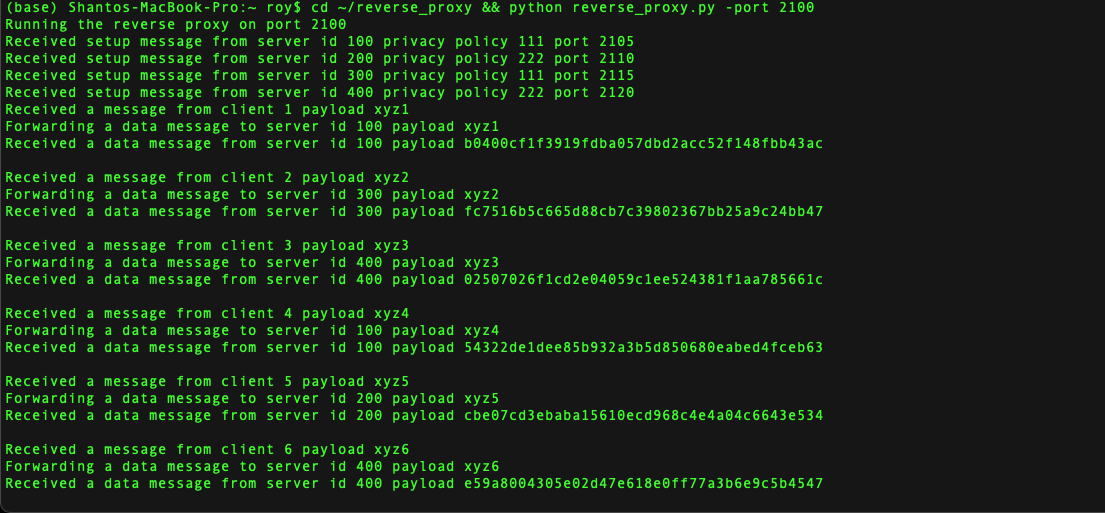 (base) Shantos-MacBook-Pro:~ roy$ cd ~/reverse_proxy && python reverse_proxy.py -port 2100
Running the reverse proxy on port 2100
Received setup message from server id 100 privacy policy 111 port 2105
Received setup message from server id 200 privacy policy 222 port 2110
Received setup message from server id 300 privacy policy 111 port 2115
Received setup message from server id 400 privacy policy 222 port 2120
Received a message from client 1 payload xyz1
Forwarding a data message to server id 100 payload xyz1
Received a data message from server id 100 payload b0400cf1f3919fdba057dbd2acc52f148fbb43ac
Received a message from client 2 payload xyz2
Forwarding a data message to server id 300 payload xyz2
Received a data message from server id 300 payload fc7516b5c665d88cb7c39802367bb25a9c24bb47
Received a message from client 3 payload xyz3
Forwarding a data message to server id 400 payload xyz3
Received a data message from server id 400 payload 02507026f1cd2e04059c1ee524381f1aa785661c
Received a message from client 4 payload xyz4
Forwarding a data message to server id 100 payload xyz4
Received a data message from server id 100 payload 54322de1dee85b932a3b5d850680eabed4fceb63
Received a message from client 5 payload xyz5
Forwarding a data message to server id 200 payload xyz5
Received a data message from server id 200 payload cbe07cd3ebaba15610ecd968c4e4a04c6643e534
Received a message from client 6 payload xyz6
Forwarding a data message to server id 400 payload xyz6
Received a data message from server id 400 payload e59a8004305e02d47e618e0ff77a3b6e9c5b4547